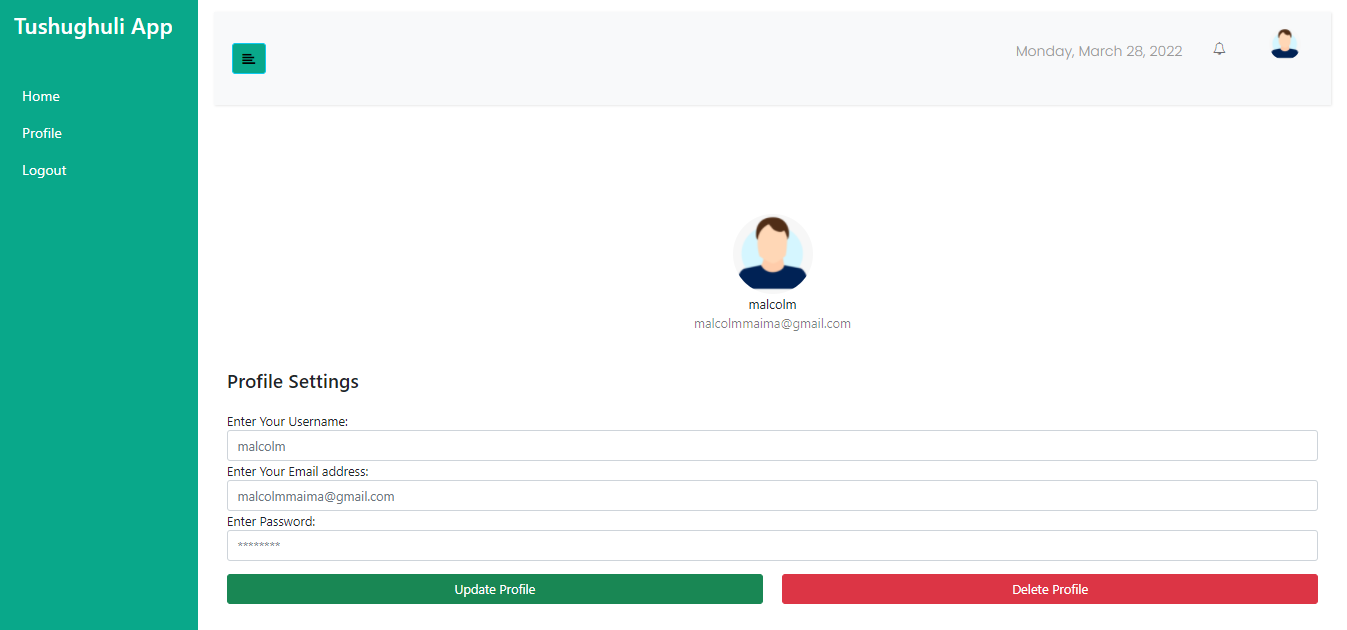 Tushughuli App
Home
Profile
Logout
Monday, March 28, 2022
malcolm
malcolmmaima@gmail.com
Profile Settings
Enter Your Username:
malcolm
Enter Your Email address:
malcolmmaima@gmail.com
Enter Password:
********
Update Profile
Delete Profile